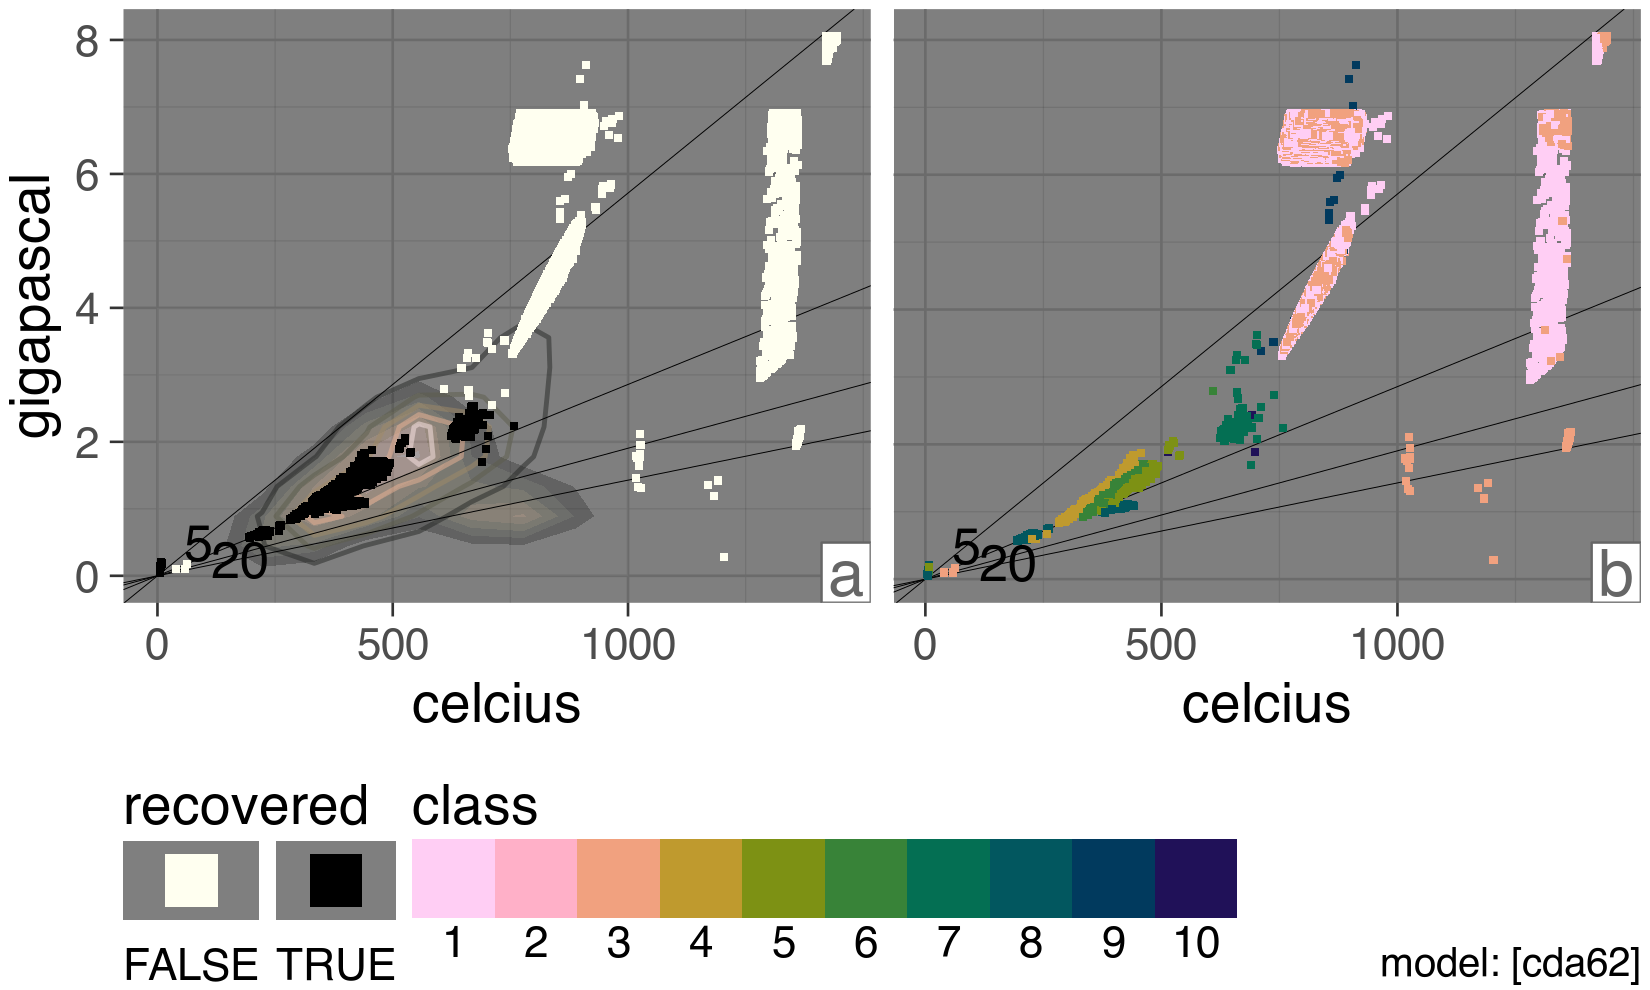 gigapascal
8
6
4
2
0
5
20
a
5
20
b
0 500 1000
0 500 1000
celcius
celcius
recovered
FALSE TRUE
class
1 2 3 4 5 6 7 8 9 10
model: [cda62]